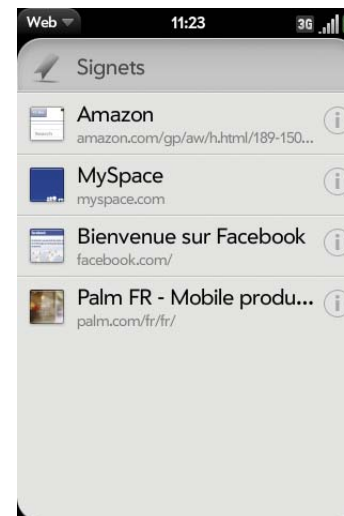 Web 11:23 3G
Signets
Amazon
amazon.com/gp/aw/h.html/189-150...
MySpace
myspace.com
Bienvenue sur Facebook
facebook.com/
Palm FR - Mobile produ...
palm.com/fr/fr/